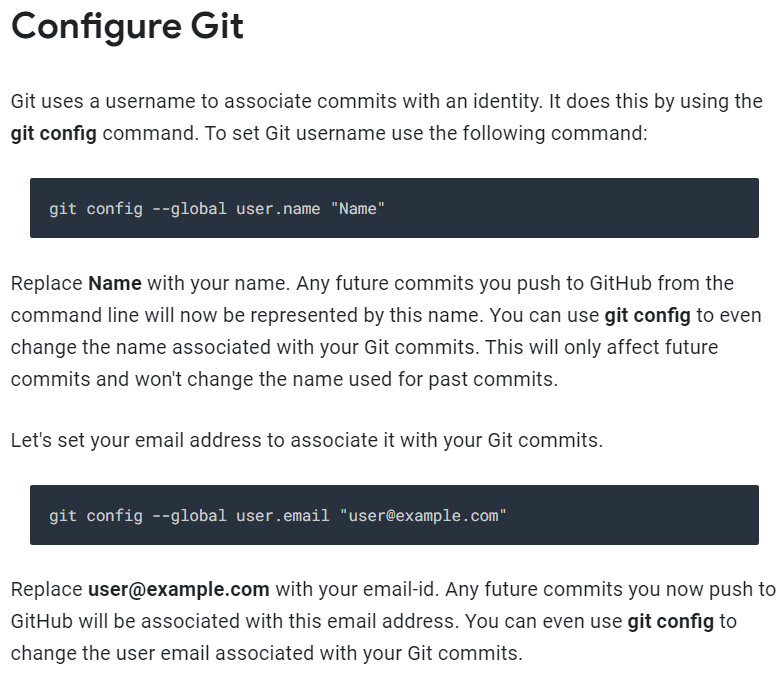 Configure Git
Git uses a username to associate commits with an identity. It does this by using the
git config command. To set Git username use the following command:
git config --global user.name "Name"
Replace Name with your name. Any future commits you push to GitHub from the
command line will now be represented by this name. You can use git config to even
change the name associated with your Git commits. This will only affect future
commits and won't change the name used for past commits.
Let's set your email address to associate it with your Git commits.
git config --global user.email "user@example.com"
Replace user@example.com with your email-id. Any future commits you now push to
GitHub will be associated with this email address. You can even use git config to
change the user email associated with your Git commits.